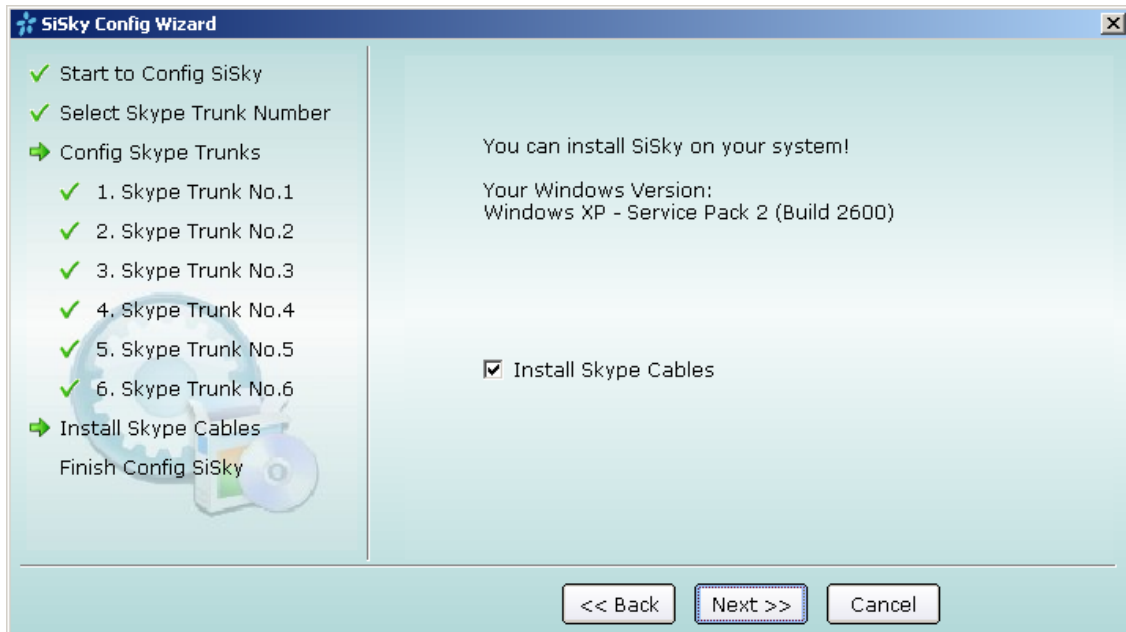 SiSky Config Wizard
Start to Config SiSky
Select Skype Trunk Number
Config Skype Trunks
1. Skype Trunk No.1
2. Skype Trunk No.2
3. Skype Trunk No.3
4. Skype Trunk No.4
5. Skype Trunk No.5
6. Skype Trunk No.6
Install Skype Cables
Finish Config SiSky
You can install SiSky on your system!
Your Windows Version:
Windows XP - Service Pack 2 (Build 2600)
Install Skype Cables
<< Back
Next >>
Cancel